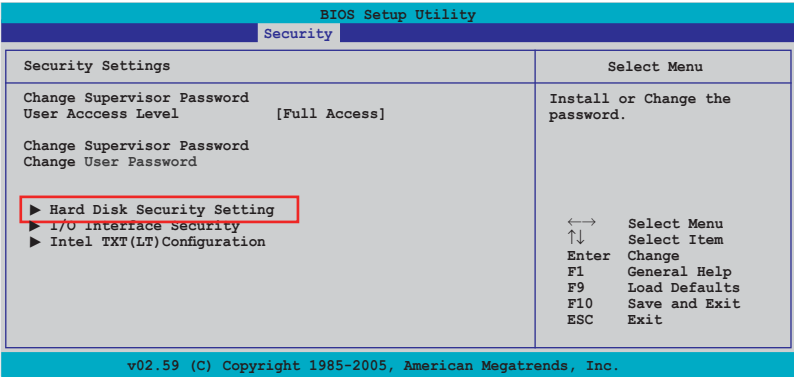 BIOS Setup Utility
Security
Security Settings
Change Supervisor Password
User Acccess Level [Full Access]
Change Supervisor Password
Change User Password
▶ Hard Disk Security Setting
▶ I/O Interface Security
▶ Intel TXT(LT)Configuration
Select Menu
Install or Change the
password.
←→ Select Menu
↑↓ Select Item
Enter Change
F1 General Help
F9 Load Defaults
F10 Save and Exit
ESC Exit
v02.59 (C) Copyright 1985-2005, American Megatrends, Inc.